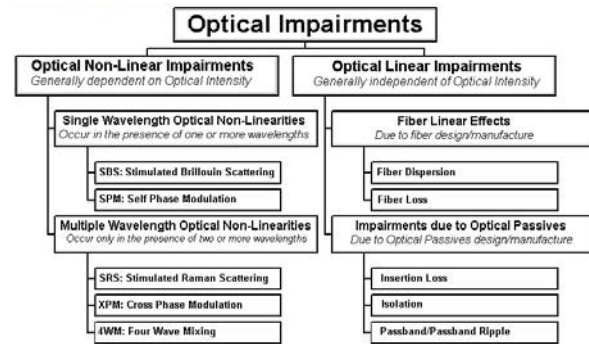 Optical Impairments
Optical Non-Linear Impairments
Generally dependent on Optical Intensity
Single Wavelength Optical Non-Linearities
Occur in the presence of one or more wavelengths
SBS: Stimulated Brillouin Scattering
SPM: Self Phase Modulation
Multiple Wavelength Optical Non-Linearities
Occur only in the presence of two or more wavelengths
SRS: Stimulated Raman Scattering
XPM: Cross Phase Modulation
4WM: Four Wave Mixing
Optical Linear Impairments
Generally independent of Optical Intensity
Fiber Linear Effects
Due to fiber design/manufacture
Fiber Dispersion
Fiber Loss
Impairments due to Optical Passives
Due to Optical Passives design/manufacture
Insertion Loss
Isolation
Passband/Passband Ripple